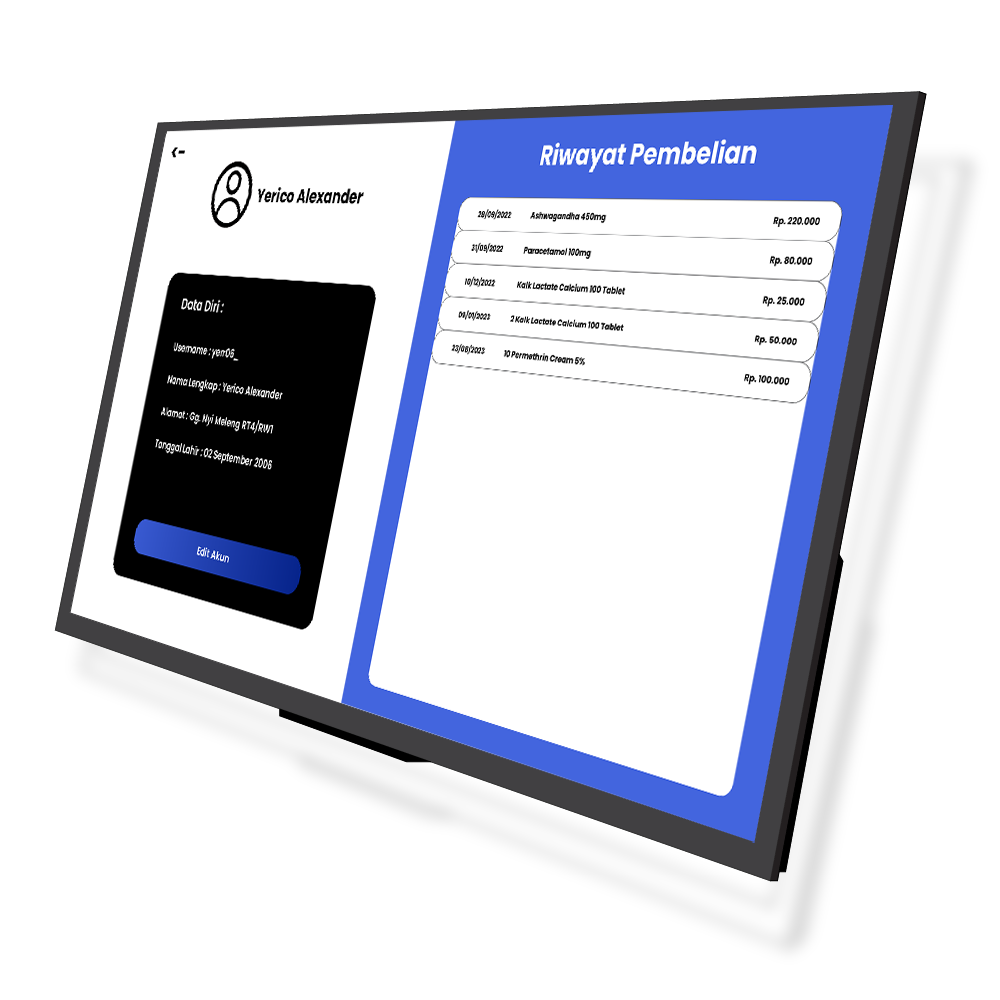 Yerico Alexander
Data Diri :
Username : yerr06_
Nama Lengkap : Yerico Alexander
Alamat : Gg. Nyi Meleng RT4/RW1
Tanggal Lahir : 02 September 2006
Edit Akun
Riwayat Pembelian
28/09/2022 Ashwagandha 450mg Rp. 220.000
31/09/2022 Paracetamol 100mg Rp. 80.000
10/12/2022 Kalk Lactate Calcium 100 Tablet Rp. 25.000
09/01/2023 2 Kalk Lactate Calcium 100 Tablet Rp. 50.000
23/06/2023 10 Permethrin Cream 5% Rp. 100.000